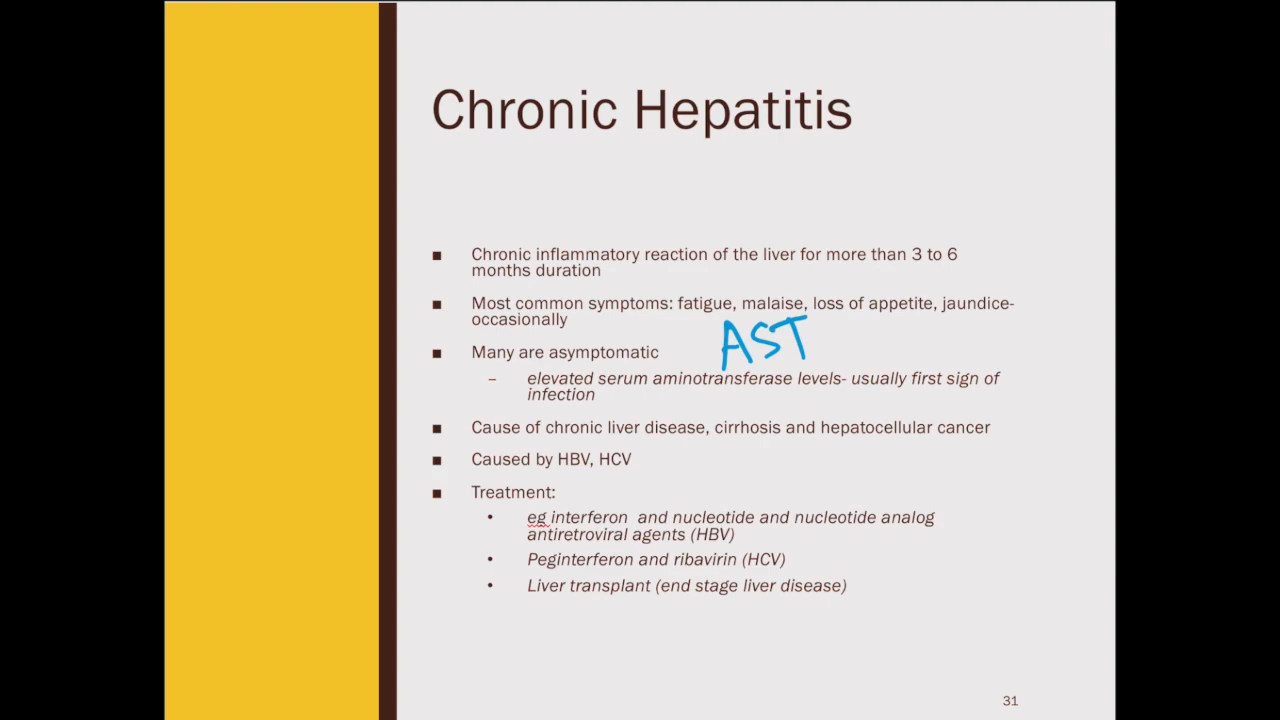 Chronic Hepatitis
■ Chronic inflammatory reaction of the liver for more than 3 to 6
months duration
■ Most common symptoms: fatigue, malaise, loss of appetite, jaundice-
occasionally
AST
■ Many are asymptomatic
– elevated serum aminotransferase levels- usually first sign of
infection
■ Cause of chronic liver disease, cirrhosis and hepatocellular cancer
■ Caused by HBV, HCV
■ Treatment:
• eg interferon and nucleotide and nucleotide analog
antiretroviral agents (HBV)
• Peginterferon and ribavirin (HCV)
• Liver transplant (end stage liver disease)
31